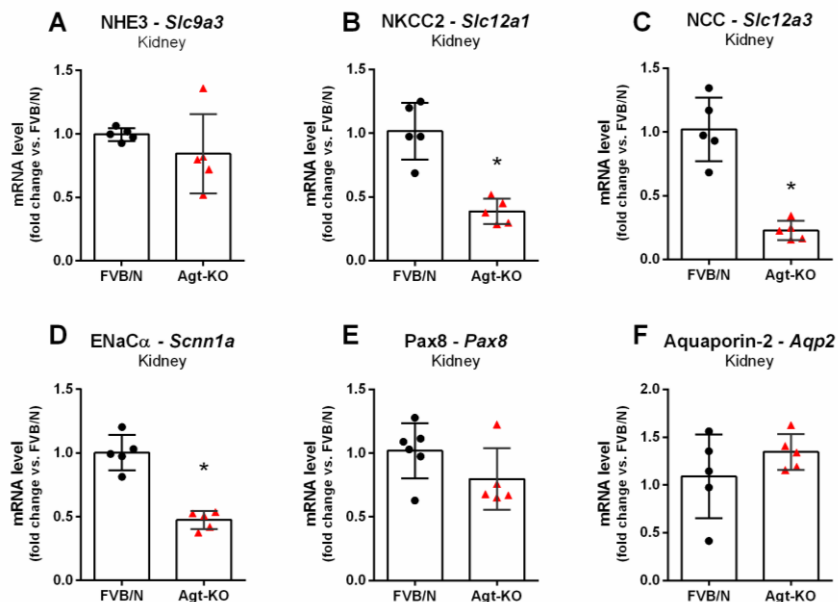 A
NHE3 - Slc9a3
Kidney
mRNA level
(fold change vs. FVB/N)
1.5
1.0
0.5
0.0
FVB/N Agt-KO
B
NKCC2 - Slc12a1
Kidney
mRNA level
(fold change vs. FVB/N)
1.5
1.0
0.5
0.0
*
FVB/N Agt-KO
C
NCC - Slc12a3
Kidney
mRNA level
(fold change vs. FVB/N)
1.5
1.0
0.5
0.0
*
FVB/N Agt-KO
D
ENaCα - Scnn1a
Kidney
mRNA level
(fold change vs. FVB/N)
1.5
1.0
0.5
0.0
*
FVB/N Agt-KO
E
Pax8 - Pax8
Kidney
mRNA level
(fold change vs. FVB/N)
1.5
1.0
0.5
0.0
FVB/N Agt-KO
F
Aquaporin-2 - Aqp2
Kidney
mRNA level
(fold change vs. FVB/N)
2.0
1.5
1.0
0.5
0.0
FVB/N Agt-KO